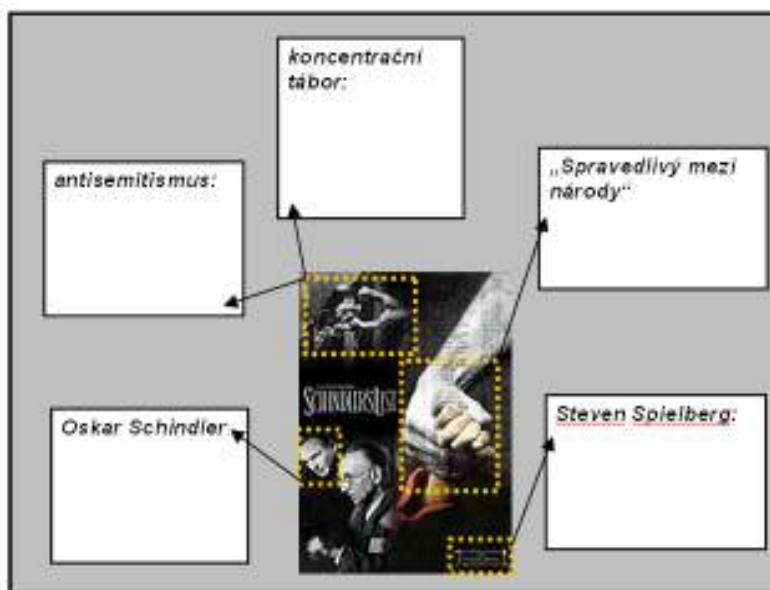 koncentrační
tábor:
antisemitismus:
„Spravedlivý mezi
národy“
SCHINDLER'S LIST
Oskar Schindler
Steven Spielberg: